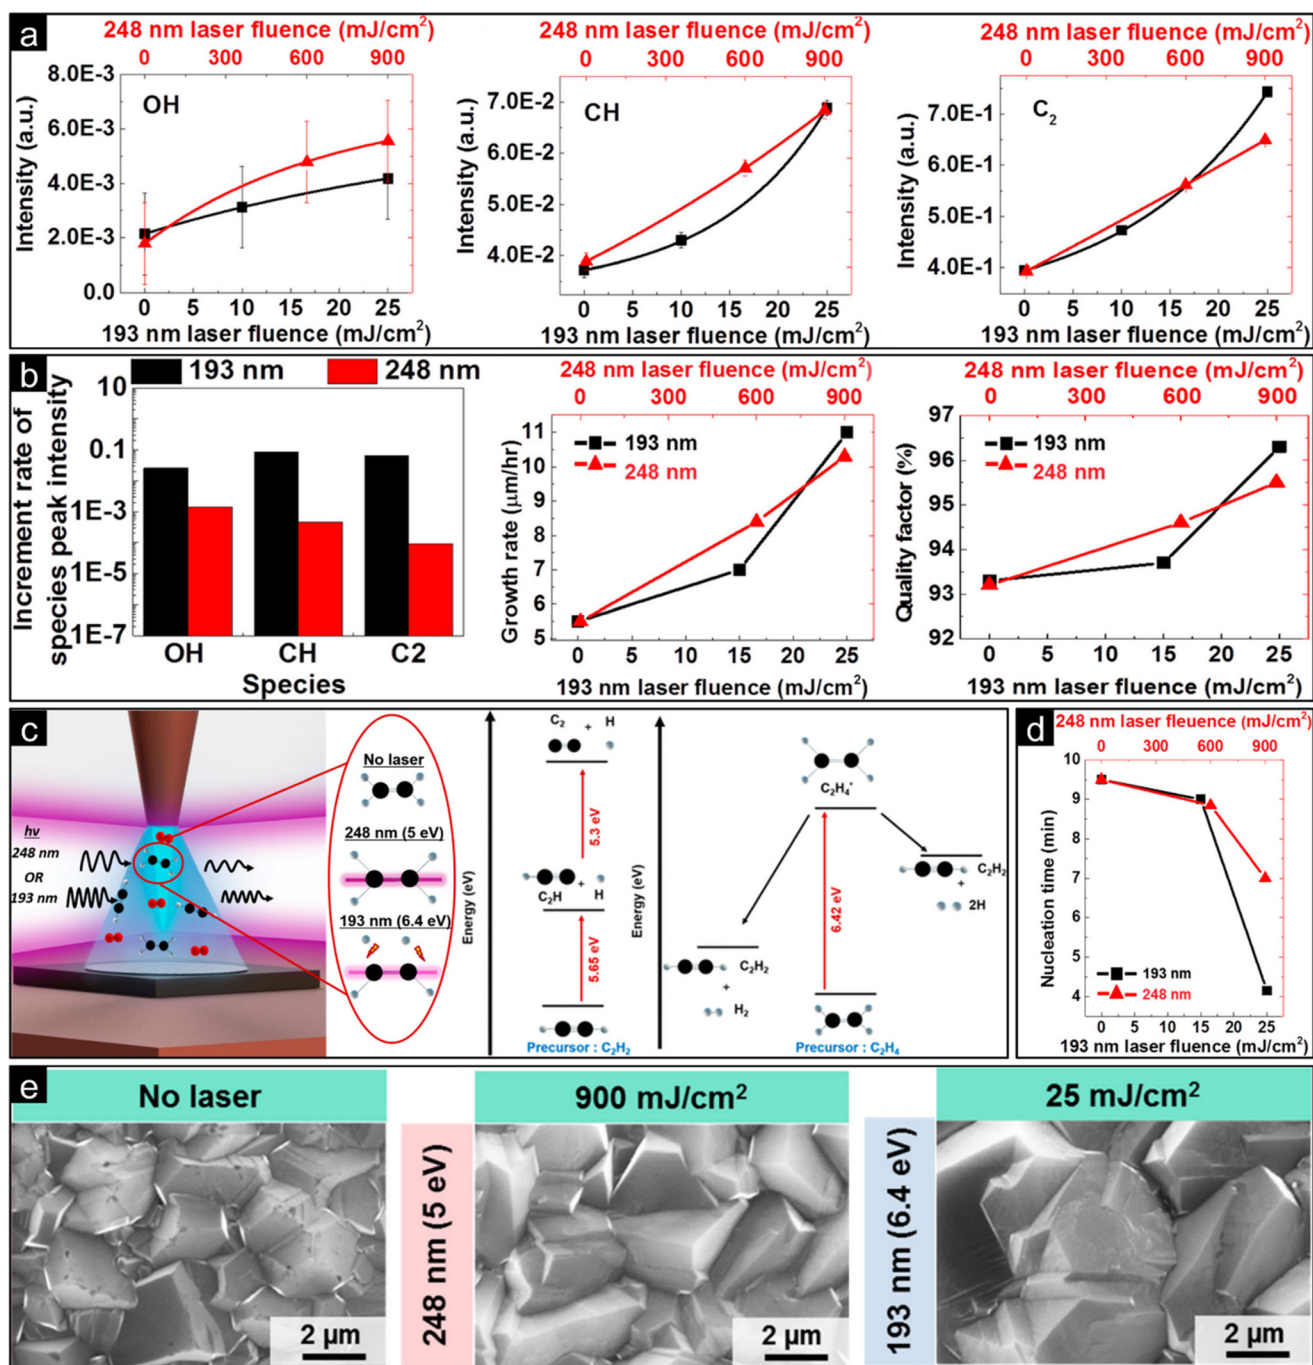 a
248 nm laser fluence (mJ/cm²)
0 300 600 900
8.0E-3
6.0E-3
4.0E-3
2.0E-3
0.0
Intensity (a.u.)
OH
0 5 10 15 20 25
193 nm laser fluence (mJ/cm²)
248 nm laser fluence (mJ/cm²)
0 300 600 900
7.0E-2
6.0E-2
5.0E-2
4.0E-2
Intensity (a.u.)
CH
0 5 10 15 20 25
193 nm laser fluence (mJ/cm²)
248 nm laser fluence (mJ/cm²)
0 300 600 900
7.0E-1
6.0E-1
5.0E-1
4.0E-1
Intensity (a.u.)
C₂
0 5 10 15 20 25
193 nm laser fluence (mJ/cm²)
b
193 nm 248 nm
Increment rate of
species peak intensity
10
0.1
1E-3
1E-5
1E-7
OH CH C2
Species
248 nm laser fluence (mJ/cm²)
0 300 600 900
11
10
9
8
7
6
5
Growth rate (μm/hr)
193 nm
248 nm
0 5 10 15 20 25
193 nm laser fluence (mJ/cm²)
248 nm laser fluence (mJ/cm²)
0 300 600 900
97
96
95
94
93
92
Quality factor (%)
193 nm
248 nm
0 5 10 15 20 25
193 nm laser fluence (mJ/cm²)
c
hν
248 nm
OR
193 nm
No laser
248 nm (5 eV)
193 nm (6.4 eV)
Energy (eV)
C₂ + H
5.3 eV
C₂H + H
5.65 eV
Precursor : C₂H₂
Energy (eV)
C₂H₄*
6.42 eV
C₂H₂
+
2H
C₂H₂
+
H₂
Precursor : C₂H₄
d
248 nm laser fleuence (mJ/cm²)
0 300 600 900
10
9
8
7
6
5
4
Nucleation time (min)
193 nm
248 nm
0 5 10 15 20 25
193 nm laser fluence (mJ/cm²)
e
No laser
2 μm
248 nm (5 eV)
900 mJ/cm²
2 μm
193 nm (6.4 eV)
25 mJ/cm²
2 μm